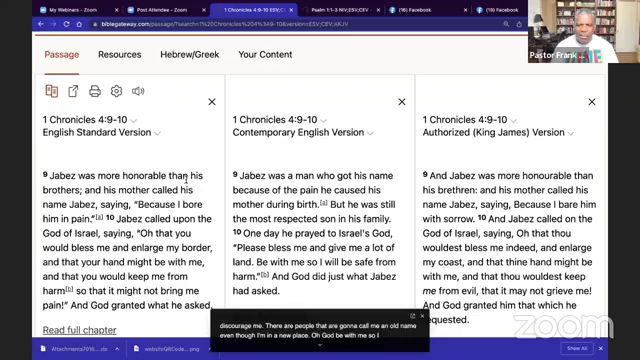 My Webinars - Zoom
Post Attendee - Zoom
1 Chronicles 4:9-10 ESV;CEV;
Psalm 1:1-3 NIV;ESV;CEV
(1) Facebook
(1) Facebook
biblegateway.com/passage/?search=1%20Chronicles%204%3A9-10&version=ESV;CEV;AKJV
Passage
Resources
Hebrew/Greek
Your Content
Pastor Frank
1 Chronicles 4:9-10
English Standard Version
9 Jabez was more honorable than his
brothers; and his mother called his
name Jabez, saying, “Because I bore
him in pain.”[a] 10 Jabez called upon the
God of Israel, saying, “Oh that you
would bless me and enlarge my border,
and that your hand might be with me,
and that you would keep me from
harm[b] so that it might not bring me
pain!” And God granted what he asked.
Read full chapter
1 Chronicles 4:9-10
Contemporary English Version
9 Jabez was a man who got his name
because of the pain he caused his
mother during birth.[a] But he was still
the most respected son in his family.
10 One day he prayed to Israel’s God,
“Please bless me and give me a lot of
land. Be with me so I will be safe from
harm.”[b] And God did just what Jabez
had asked.
1 Chronicles 4:9-10
Authorized (King James) Version
9 And Jabez was more honourable than
his brethren: and his mother called his
name Jabez, saying, Because I bare him
with sorrow. 10 And Jabez called on the
God of Israel, saying, Oh that thou
wouldest bless me indeed, and enlarge
my coast, and that thine hand might be
with me, and that thou wouldest keep
me from evil, that it may not grieve me!
And God granted him that which he
requested.
discourage me. There are people that are gonna call me an old name
even though I'm in a new place. Oh God be with me so I
zoom
Show All